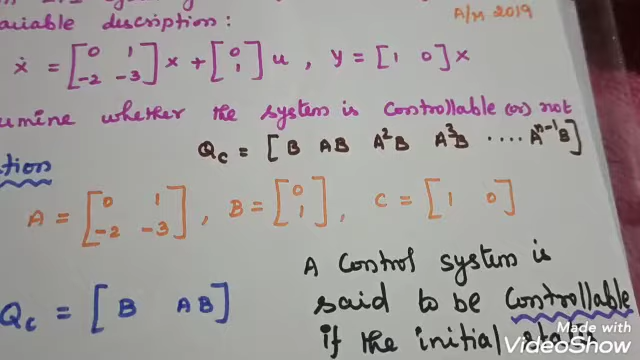 variable description:
A/M 2019
ẋ = [0 1 -2 -3] x + [0 1] u , y = [1 0] x
whether the system is controllable (or) not
Qc = [B AB A²B A³B ..... Aⁿ⁻¹B]
A = [0 1 -2 -3] , B = [0 1] , C = [1 0]
Qc = [B AB]
A control system is
said to be controllable
if the initial
Made with
VideoShow